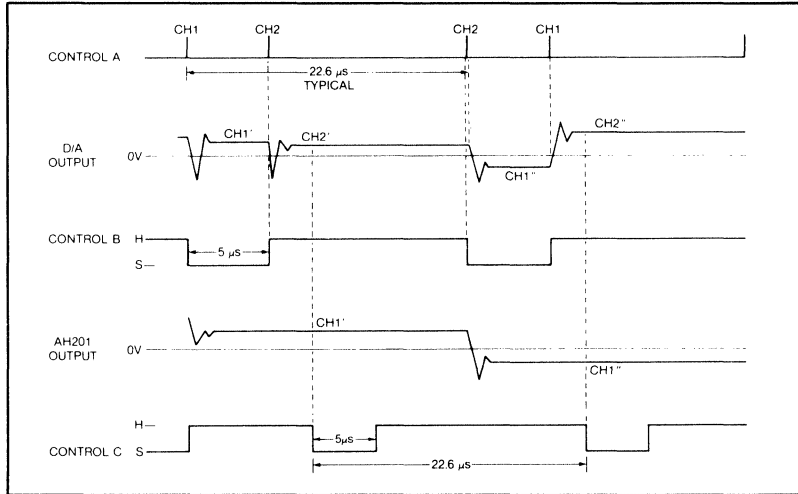 CH1 CH2 CH2 CH1
CONTROL A
22.6 μs
TYPICAL
CH1' CH2' CH2"
D/A
OUTPUT
0V
CH1"
CONTROL B
H
5 μs
S
CH1'
AH201
OUTPUT
0V
CH1"
H
5μs
CONTROL C
S
22.6 μs